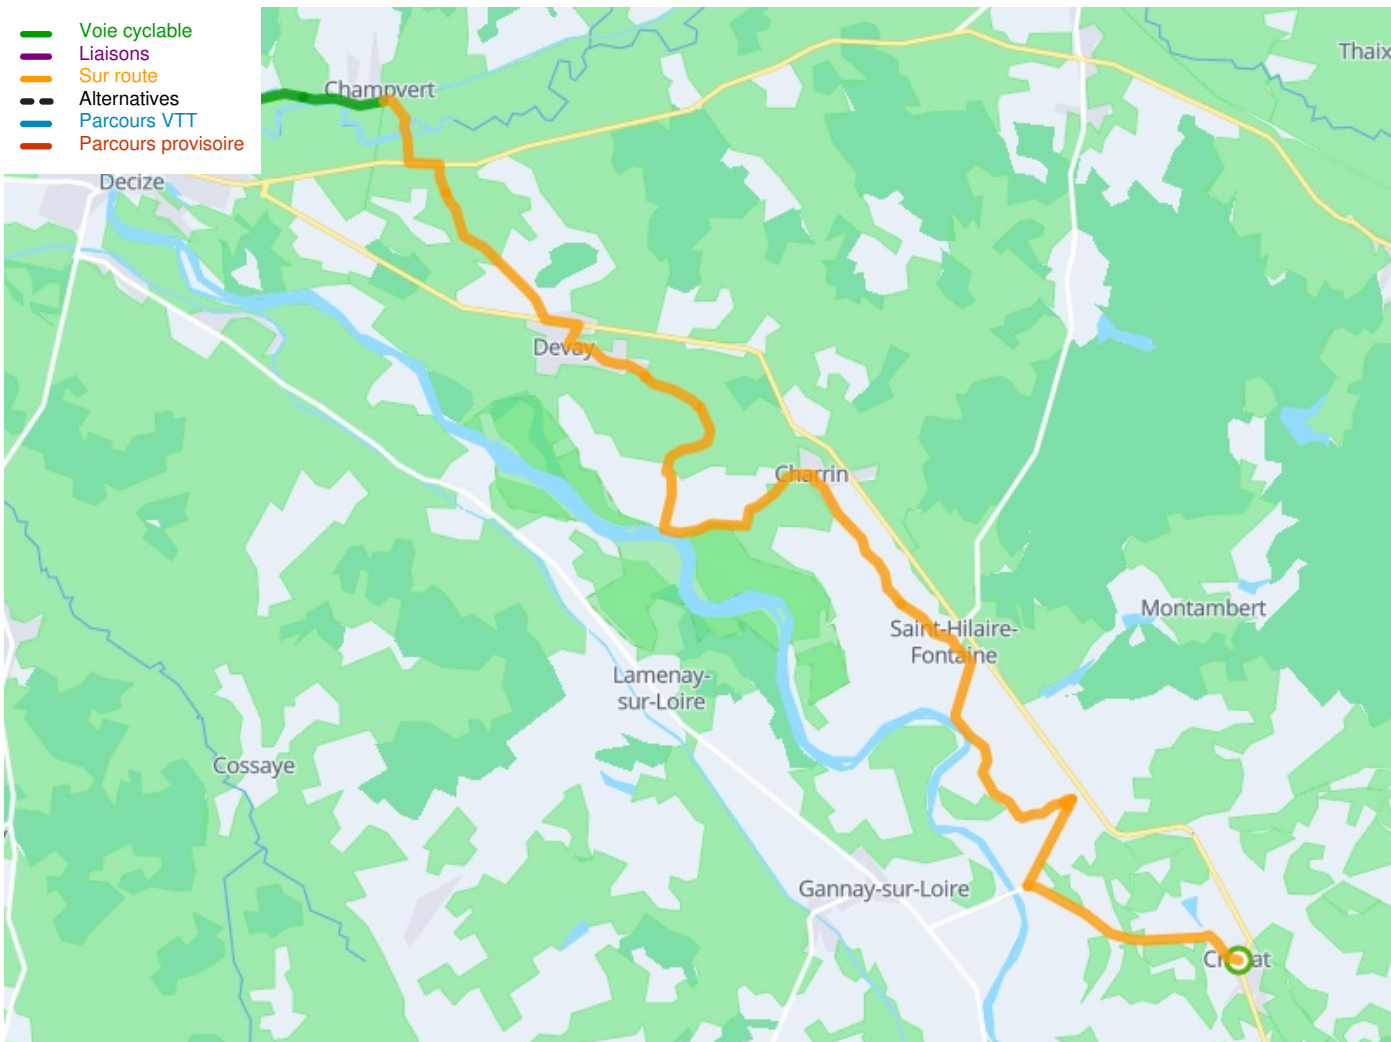 Voie cyclable
Liaisons
Sur route
Alternatives
Parcours VTT
Parcours provisoire
Champvert
Thaix
Decize
Devay
Charrin
Montambert
Saint-Hilaire-
Fontaine
Lamenay-
sur-Loire
Cossaye
Gannay-sur-Loire